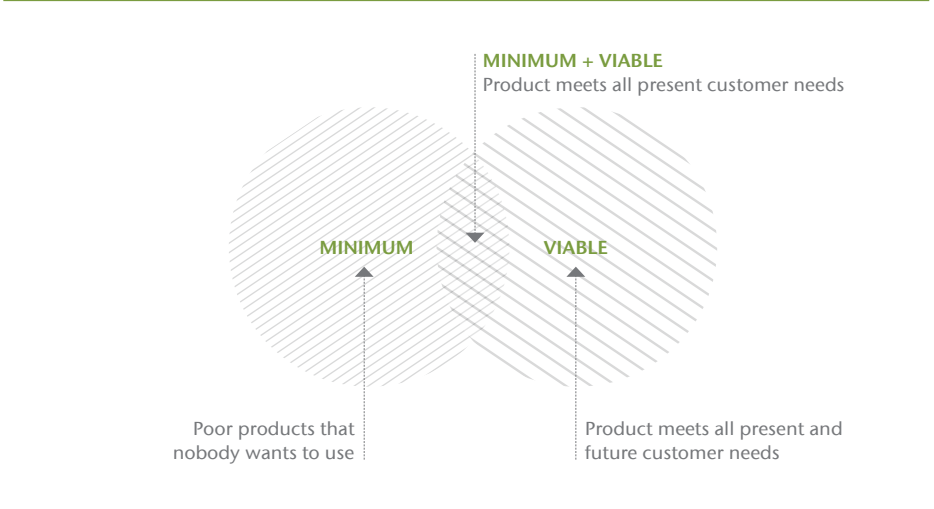 MINIMUM + VIABLE
Product meets all present customer needs
MINIMUM
VIABLE
Poor products that
nobody wants to use
Product meets all present and
future customer needs